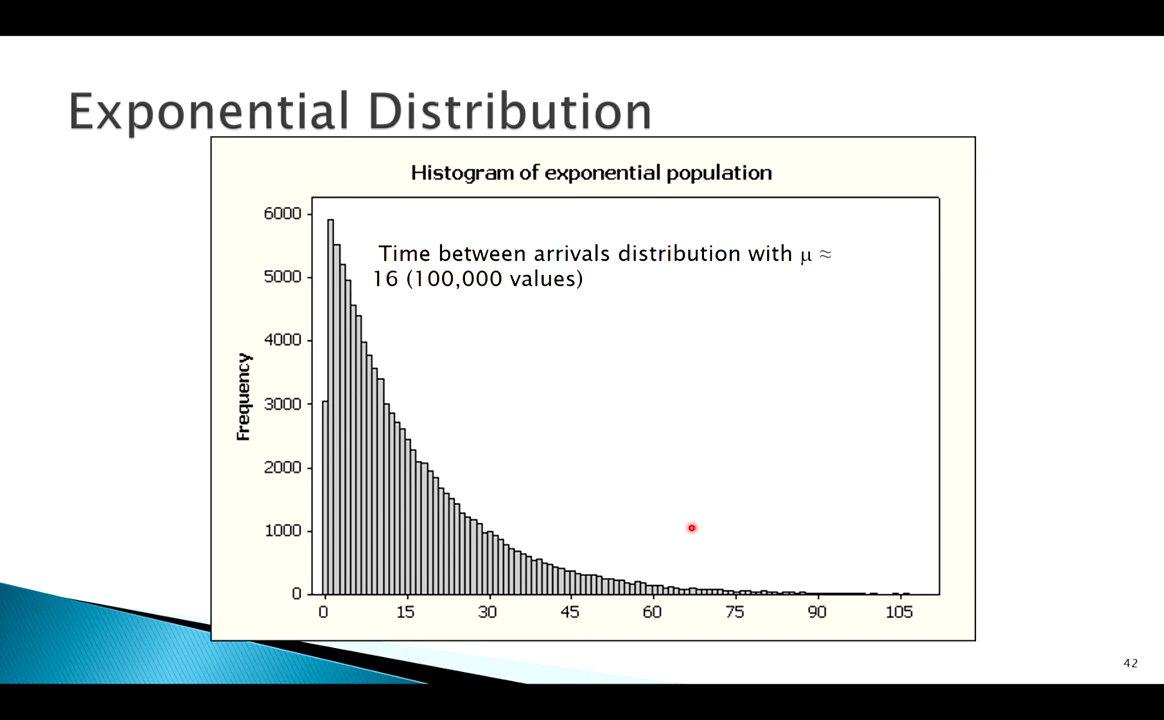 Exponential Distribution
Histogram of exponential population
Time between arrivals distribution with μ ≈
16 (100,000 values)
Frequency
6000
5000
4000
3000
2000
1000
0
0 15 30 45 60 75 90 105
42